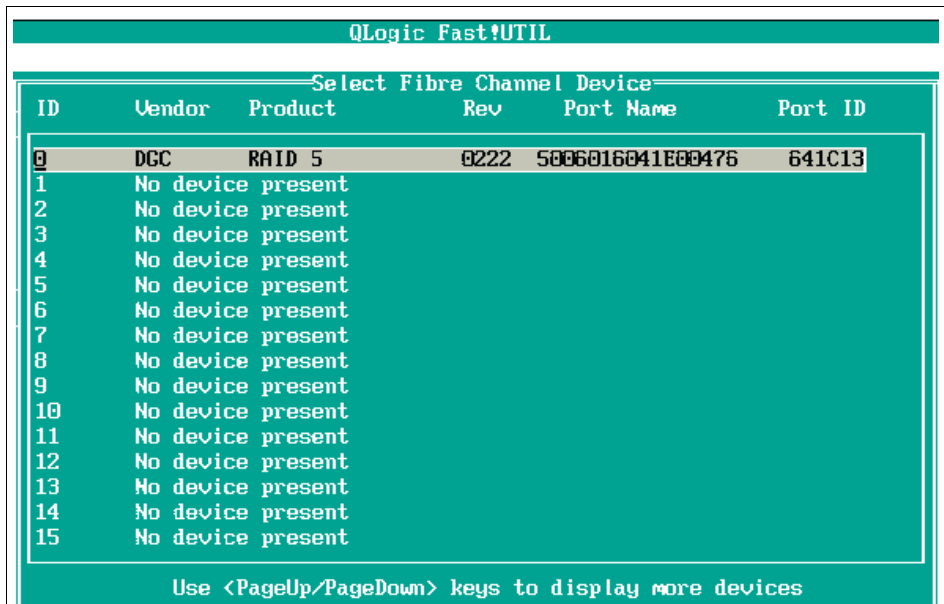 QLogic Fast!UTIL
Select Fibre Channel Device
ID Vendor Product Rev Port Name Port ID
0 DGC RAID 5 0222 5006016041E00476 641C13
1 No device present
2 No device present
3 No device present
4 No device present
5 No device present
6 No device present
7 No device present
8 No device present
9 No device present
10 No device present
11 No device present
12 No device present
13 No device present
14 No device present
15 No device present
Use <PageUp/PageDown> keys to display more devices